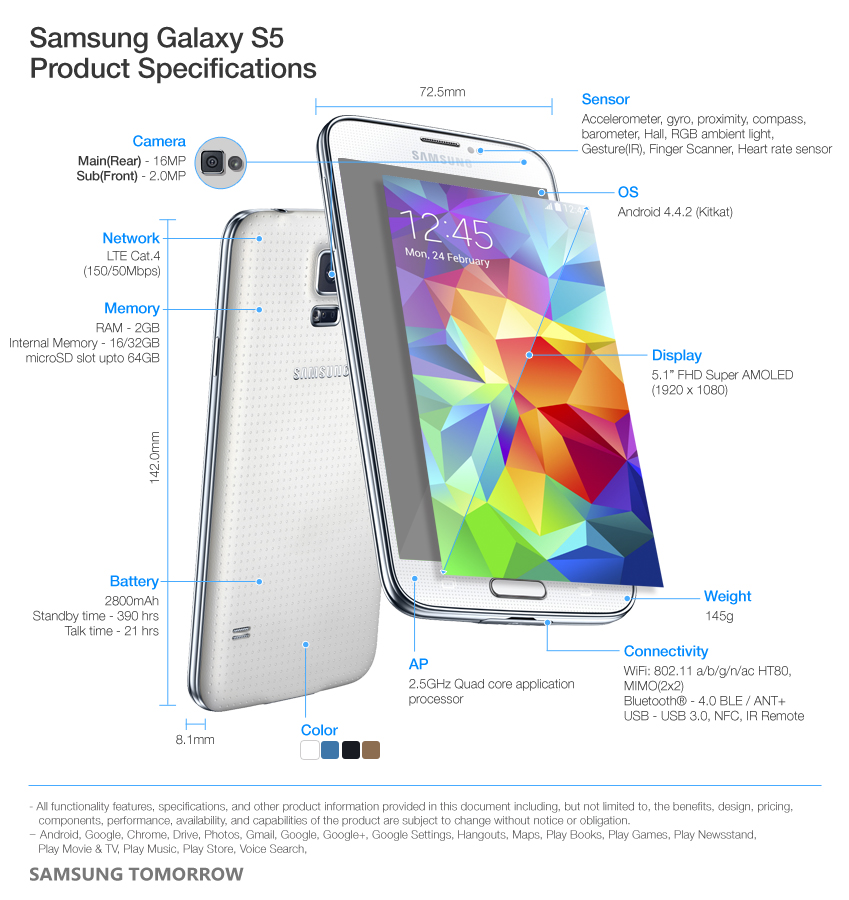 Samsung Galaxy S5
Product Specifications
72.5mm
Sensor
Accelerometer, gyro, proximity, compass,
barometer, Hall, RGB ambient light,
Gesture(IR), Finger Scanner, Heart rate sensor
Camera
Main(Rear) - 16MP
Sub(Front) - 2.0MP
SAMSUNG
OS
Android 4.4.2 (Kitkat)
12:45
Mon, 24 February
Network
LTE Cat.4
(150/50Mbps)
Memory
RAM - 2GB
Internal Memory - 16/32GB
microSD slot upto 64GB
Display
5.1” FHD Super AMOLED
(1920 x 1080)
SAMSUNG
142.0mm
Battery
2800mAh
Standby time - 390 hrs
Talk time - 21 hrs
Weight
145g
AP
2.5GHz Quad core application
processor
Connectivity
WiFi: 802.11 a/b/g/n/ac HT80,
MIMO(2x2)
Bluetooth® - 4.0 BLE / ANT+
USB - USB 3.0, NFC, IR Remote
Color
8.1mm
- All functionality features, specifications, and other product information provided in this document including, but not limited to, the benefits, design, pricing,
components, performance, availability, and capabilities of the product are subject to change without notice or obligation.
– Android, Google, Chrome, Drive, Photos, Gmail, Google, Google+, Google Settings, Hangouts, Maps, Play Books, Play Games, Play Newsstand,
Play Movie & TV, Play Music, Play Store, Voice Search,
SAMSUNG TOMORROW